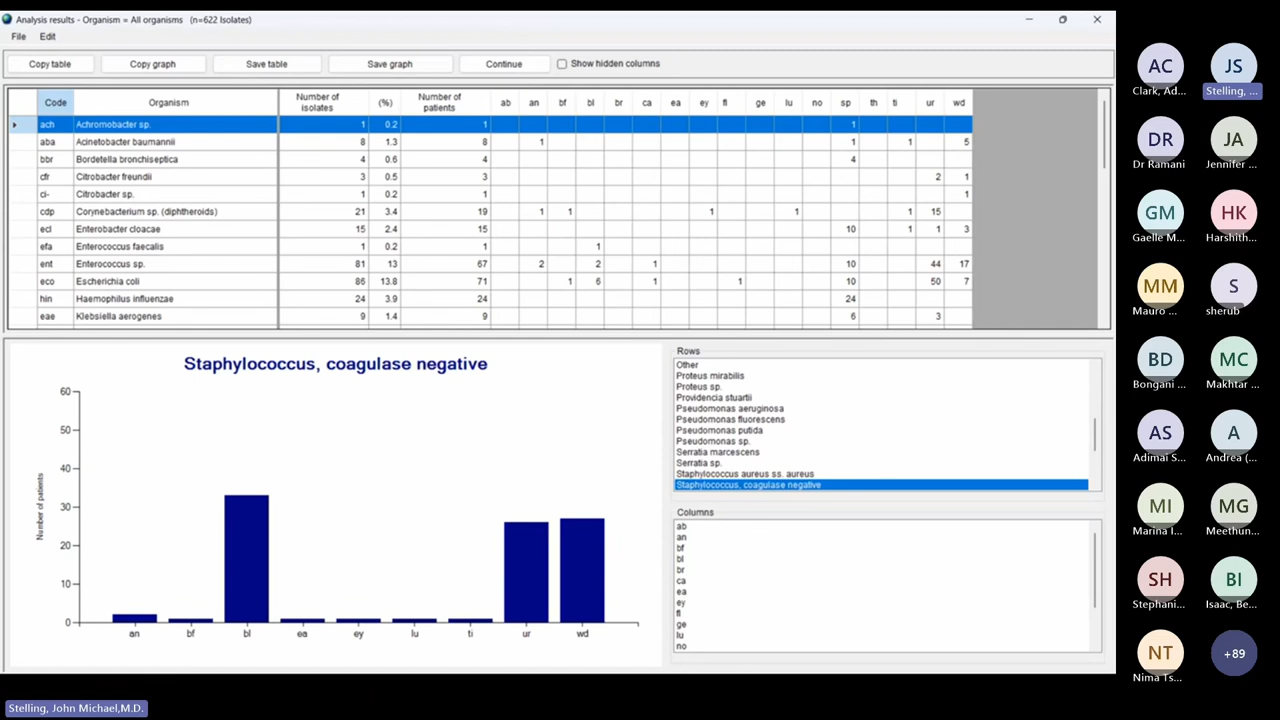 Analysis results - Organism = All organisms (n=622 Isolates)
File Edit
Copy table Copy graph Save table Save graph Continue Show hidden columns
Code Organism Number of isolates (%) Number of patients ab an bf bl br ca ea ey fl ge lu no sp th ti ur wd
ach Achromobacter sp. 1 0.2 1 1
aba Acinetobacter baumannii 8 1.3 8 1 1 1 5
bbr Bordetella bronchiseptica 4 0.6 4 4
cfr Citrobacter freundii 3 0.5 3 2 1
ci- Citrobacter sp. 1 0.2 1 1
cdp Corynebacterium sp. (diphtheroids) 21 3.4 19 1 1 1 1 1 15
ecl Enterobacter cloacae 15 2.4 15 10 1 1 3
efa Enterococcus faecalis 1 0.2 1 1
ent Enterococcus sp. 81 13 67 2 2 1 10 44 17
eco Escherichia coli 86 13.8 71 1 6 1 1 10 50 7
hin Haemophilus influenzae 24 3.9 24 24
eae Klebsiella aerogenes 9 1.4 9 6 3
Staphylococcus, coagulase negative
Number of patients
60
50
40
30
20
10
0
an bf bl ea ey lu ti ur wd
Rows
Other
Proteus mirabilis
Proteus sp.
Providencia stuartii
Pseudomonas aeruginosa
Pseudomonas fluorescens
Pseudomonas putida
Pseudomonas sp.
Serratia marcescens
Serratia sp.
Staphylococcus aureus ss. aureus
Staphylococcus, coagulase negative
Columns
ab
an
bf
bl
br
ca
ea
ey
fl
ge
lu
no
AC JS
Clark, Ad... Stelling, ...
DR JA
Dr Ramani Jennifer ...
GM HK
Gaelle M... Harshith...
MM S
Mauro ... sherub
BD MC
Bongani ... Makhtar ...
AS A
Adimai S... Andrea (...
MI MG
Marina I... Meethun...
SH BI
Stephani... Isaac, Be...
NT +89
Nima Ts...
Stelling, John Michael,M.D.